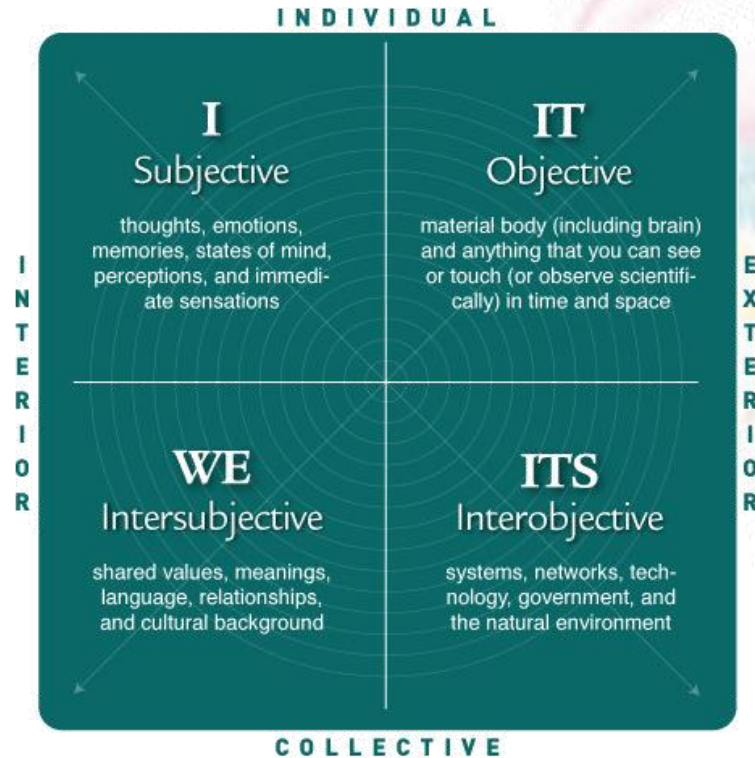 INDIVIDUAL
INTERIOR
EXTERIOR
I
Subjective
thoughts, emotions,
memories, states of mind,
perceptions, and immedi-
ate sensations
IT
Objective
material body (including brain)
and anything that you can see
or touch (or observe scientifi-
cally) in time and space
WE
Intersubjective
shared values, meanings,
language, relationships,
and cultural background
ITS
Interobjective
systems, networks, tech-
nology, government, and
the natural environment
COLLECTIVE